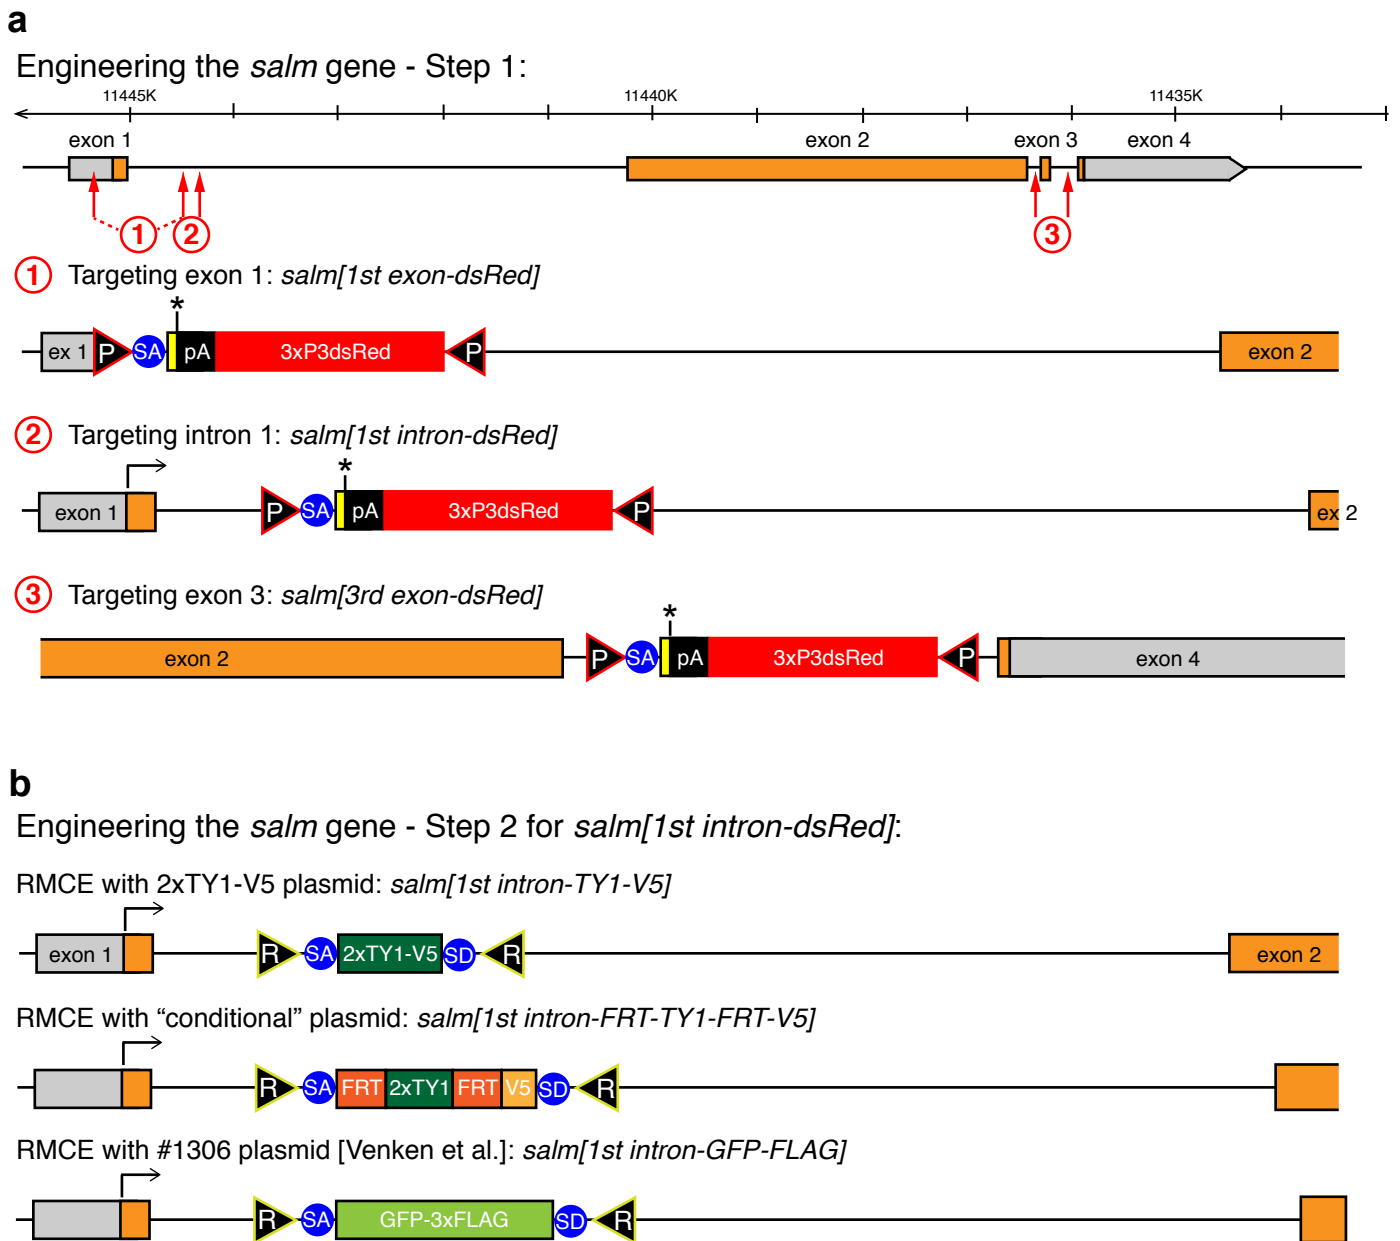 a
Engineering the salm gene - Step 1:
11445K 11440K 11435K
exon 1 exon 2 exon 3 exon 4
1 2 3
1 Targeting exon 1: salm[1st exon-dsRed]
*
ex 1 P SA pA 3xP3dsRed P exon 2
2 Targeting intron 1: salm[1st intron-dsRed]
*
exon 1 P SA pA 3xP3dsRed P ex 2
3 Targeting exon 3: salm[3rd exon-dsRed]
*
exon 2 P SA pA 3xP3dsRed P exon 4
b
Engineering the salm gene - Step 2 for salm[1st intron-dsRed]:
RMCE with 2xTY1-V5 plasmid: salm[1st intron-TY1-V5]
exon 1 R SA 2xTY1-V5 SD R exon 2
RMCE with “conditional” plasmid: salm[1st intron-FRT-TY1-FRT-V5]
R SA FRT 2xTY1 FRT V5 SD R
RMCE with #1306 plasmid [Venken et al.]: salm[1st intron-GFP-FLAG]
R SA GFP-3xFLAG SD R